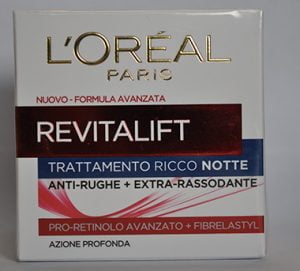 L'ORÉAL
PARIS
NUOVO - FORMULA AVANZATA
REVITALIFT
TRATTAMENTO RICCO NOTTE
ANTI-RUGHE + EXTRA-RASSODANTE
PRO-RETINOLO AVANZATO + FIBRELASTYL
AZIONE PROFONDA